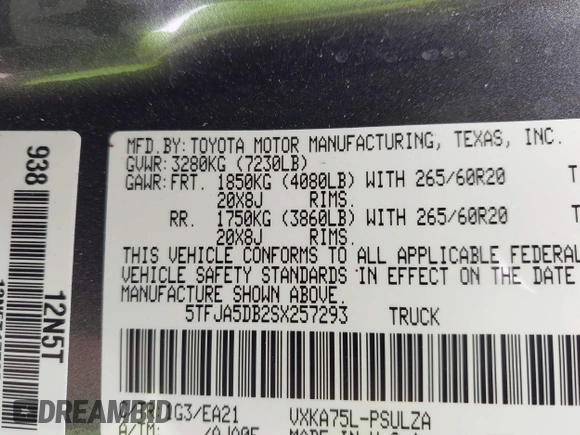 MFD.BY: TOYOTA MOTOR MANUFACTURING, TEXAS, INC.
GVWR: 3280KG (7230LB)
GAWR: FRT. 1850KG (4080LB) WITH 265/60R20
20X8J RIMS.
RR. 1750KG (3860LB) WITH 265/60R20
20X8J RIMS.
THIS VEHICLE CONFORMS TO ALL APPLICABLE FEDERAL
VEHICLE SAFETY STANDARDS IN EFFECT ON THE DATE
MANUFACTURE SHOWN ABOVE.
5TFJA5DB2SX257293 TRUCK
1G3/EA21 VXKA75L-PSULZA
A/TM:
938
12N5T
DREAMBID